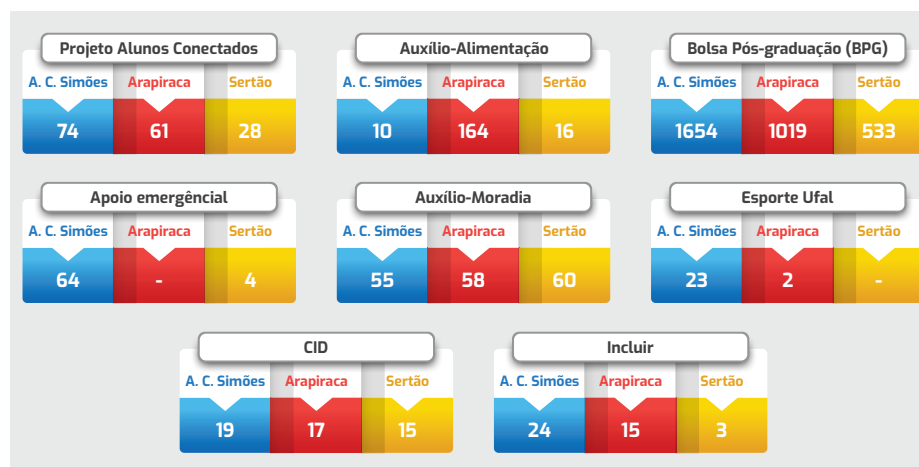 Projeto Alunos Conectados
A. C. Simões Arapiraca Sertão
74 61 28
Auxílio-Alimentação
A. C. Simões Arapiraca Sertão
10 164 16
Bolsa Pós-graduação (BPG)
A. C. Simões Arapiraca Sertão
1654 1019 533
Apoio emergêncial
A. C. Simões Arapiraca Sertão
64 - 4
Auxílio-Moradia
A. C. Simões Arapiraca Sertão
55 58 60
Esporte Ufal
A. C. Simões Arapiraca Sertão
23 2 -
CID
A. C. Simões Arapiraca Sertão
19 17 15
Incluir
A. C. Simões Arapiraca Sertão
24 15 3